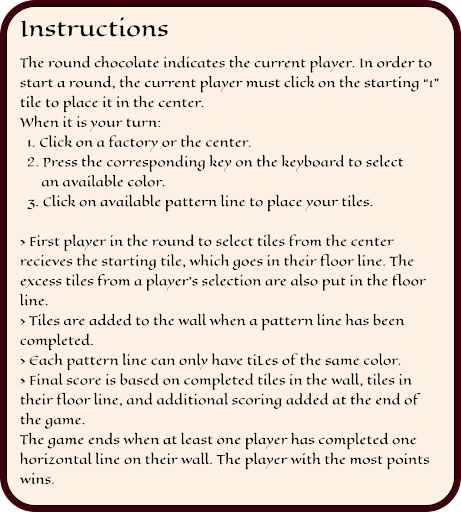 Instructions
The round chocolate indicates the current player. In order to
start a round, the current player must click on the starting "1"
tile to place it in the center.
When it is your turn:
1. Click on a factory or the center.
2. Press the corresponding key on the keyboard to select
an available color.
3. Click on available pattern line to place your tiles.
> First player in the round to select tiles from the center
recieves the starting tile, which goes in their floor line. The
excess tiles from a player's selection are also put in the floor
line.
> Tiles are added to the wall when a pattern line has been
completed.
> Each pattern line can only have tiLes of the same color.
> Final score is based on completed tiles in the wall, tiles in
their floor line, and additional scoring added at the end of
the game.
The game ends when at least one player has completed one
horizontal line on their wall. The player with the most points
wins.